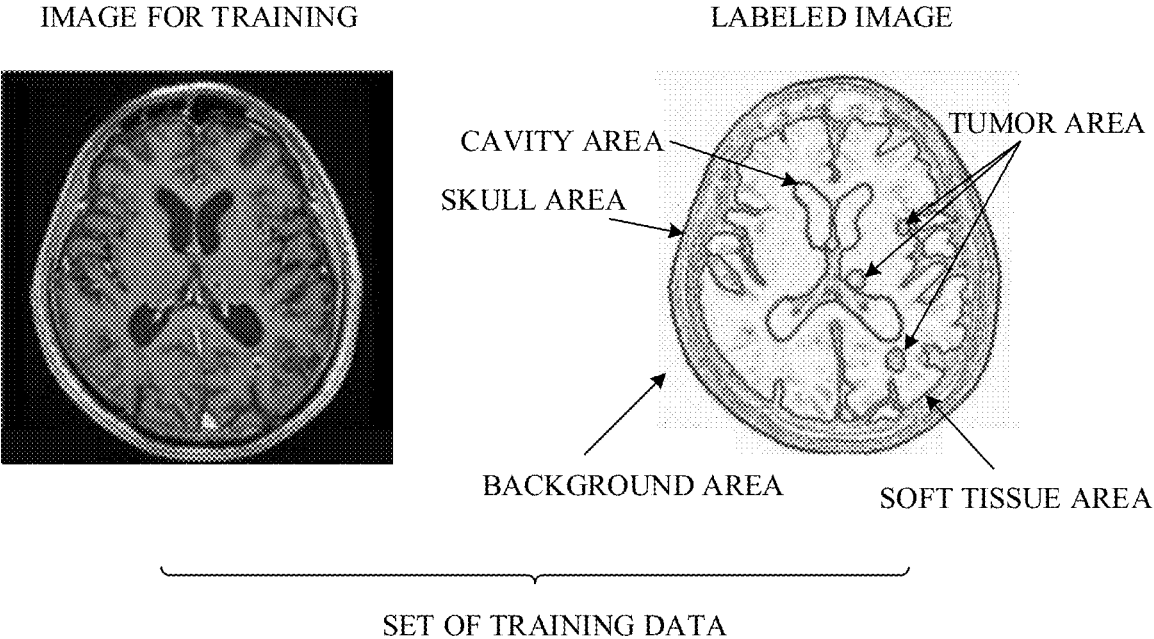 IMAGE FOR TRAINING
LABELED IMAGE
CAVITY AREA
TUMOR AREA
SKULL AREA
BACKGROUND AREA
SOFT TISSUE AREA
SET OF TRAINING DATA